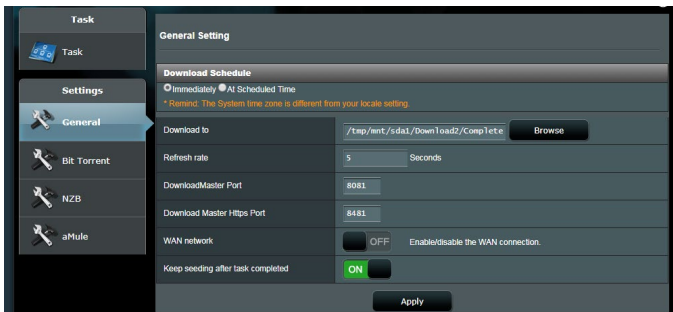 Task
Task
Settings
General
Bit Torrent
NZB
aMule
General Setting
Download Schedule
Immediately At Scheduled Time
* Remind: The System time zone is different from your locale setting.
Download to /tmp/mnt/sda1/Download2/Complete Browse
Refresh rate 5 Seconds
DownloadMaster Port 8081
Download Master Https Port 8481
WAN network OFF Enable/disable the WAN connection.
Keep seeding after task completed ON
Apply